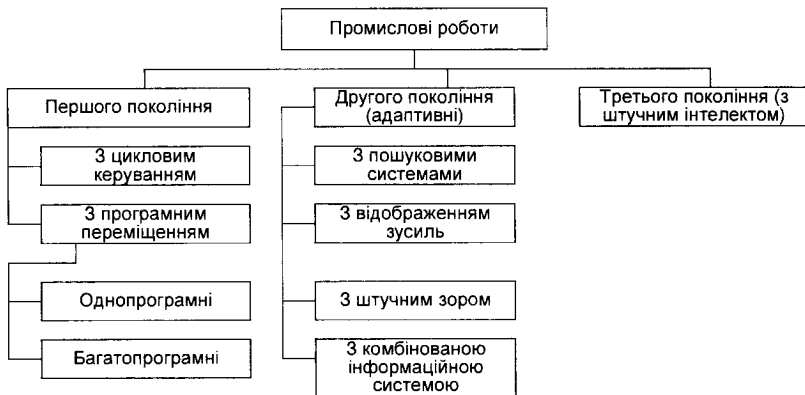 Промислові роботи
Першого покоління
З цикловим
керуванням
З програмним
переміщенням
Однопрограмні
Багатопрограмні
Другого покоління
(адаптивні)
З пошуковими
системами
З відображенням
зусиль
З штучним зором
З комбінованою
інформаційною
системою
Третього покоління (з
штучним інтелектом)